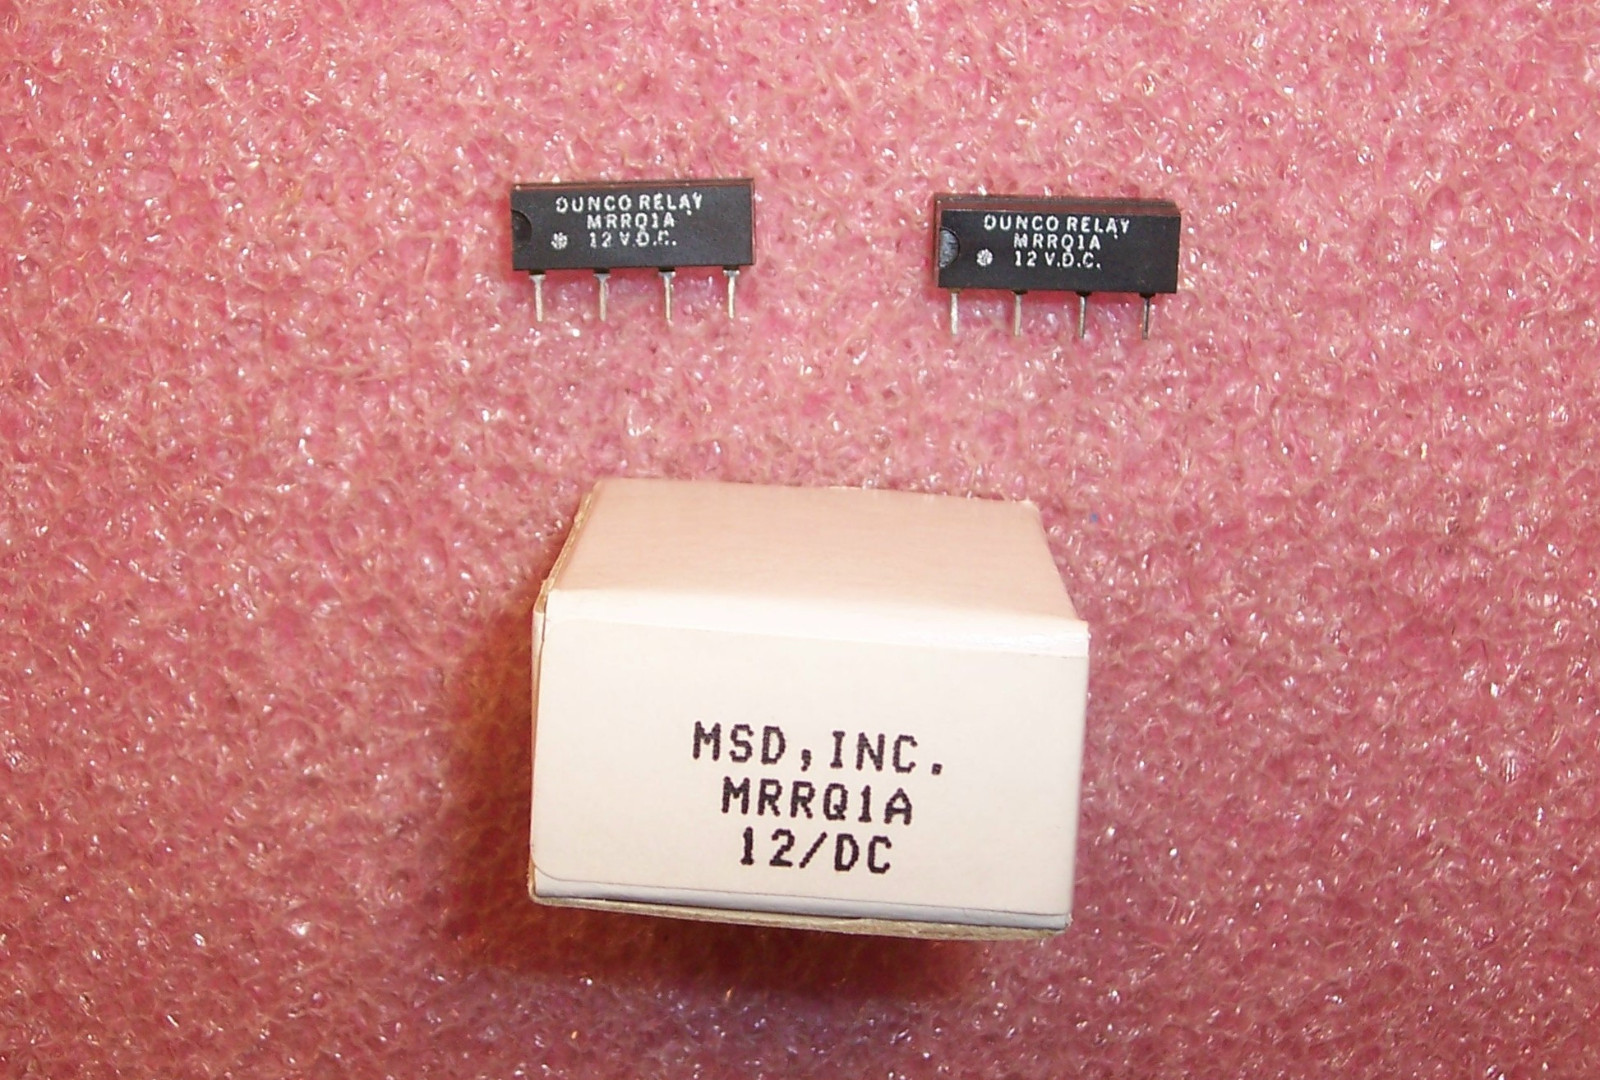 DUNCO RELAY
MRRQ1A
12 V.D.C.
DUNCO RELAY
MRRQ1A
12 V.D.C.
MSD,INC.
MRRQ1A
12/DC